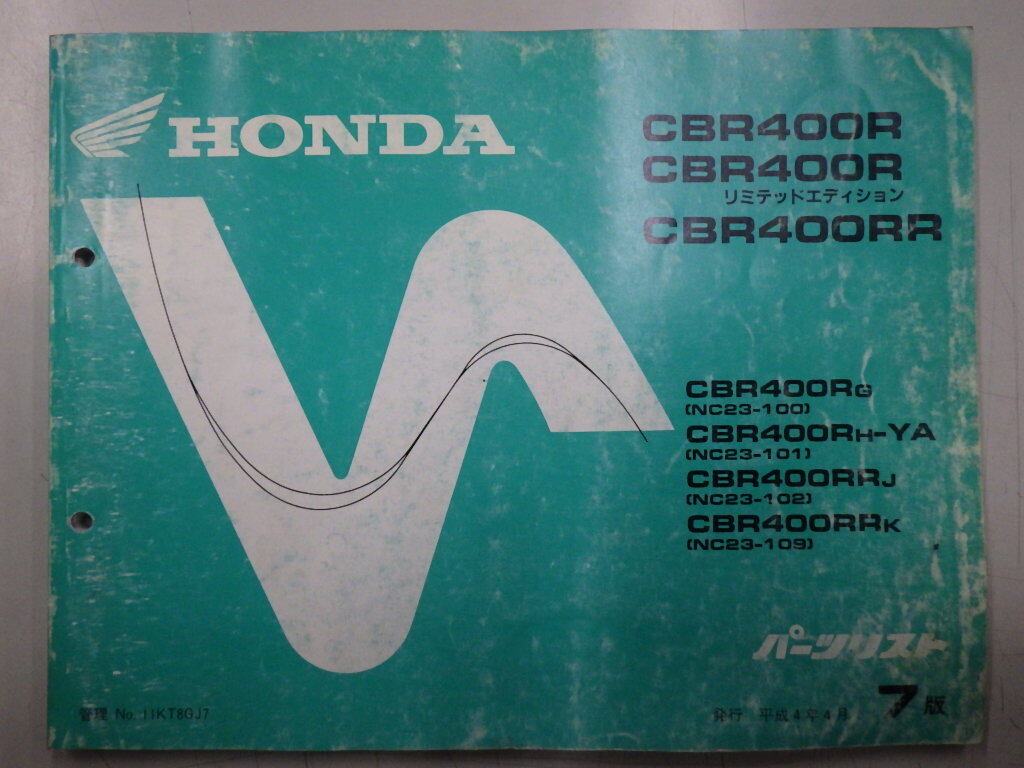 HONDA
CBR400R
CBR400R
リミテッドエディション
CBR400RR
CBR400RG
(NC23-100)
CBR400RH-YA
(NC23-101)
CBR400RRJ
(NC23-102)
CBR400RRK
(NC23-109)
パーツリスト
管理 No. 11KT8GJ7
発行 平成4年4月 7版